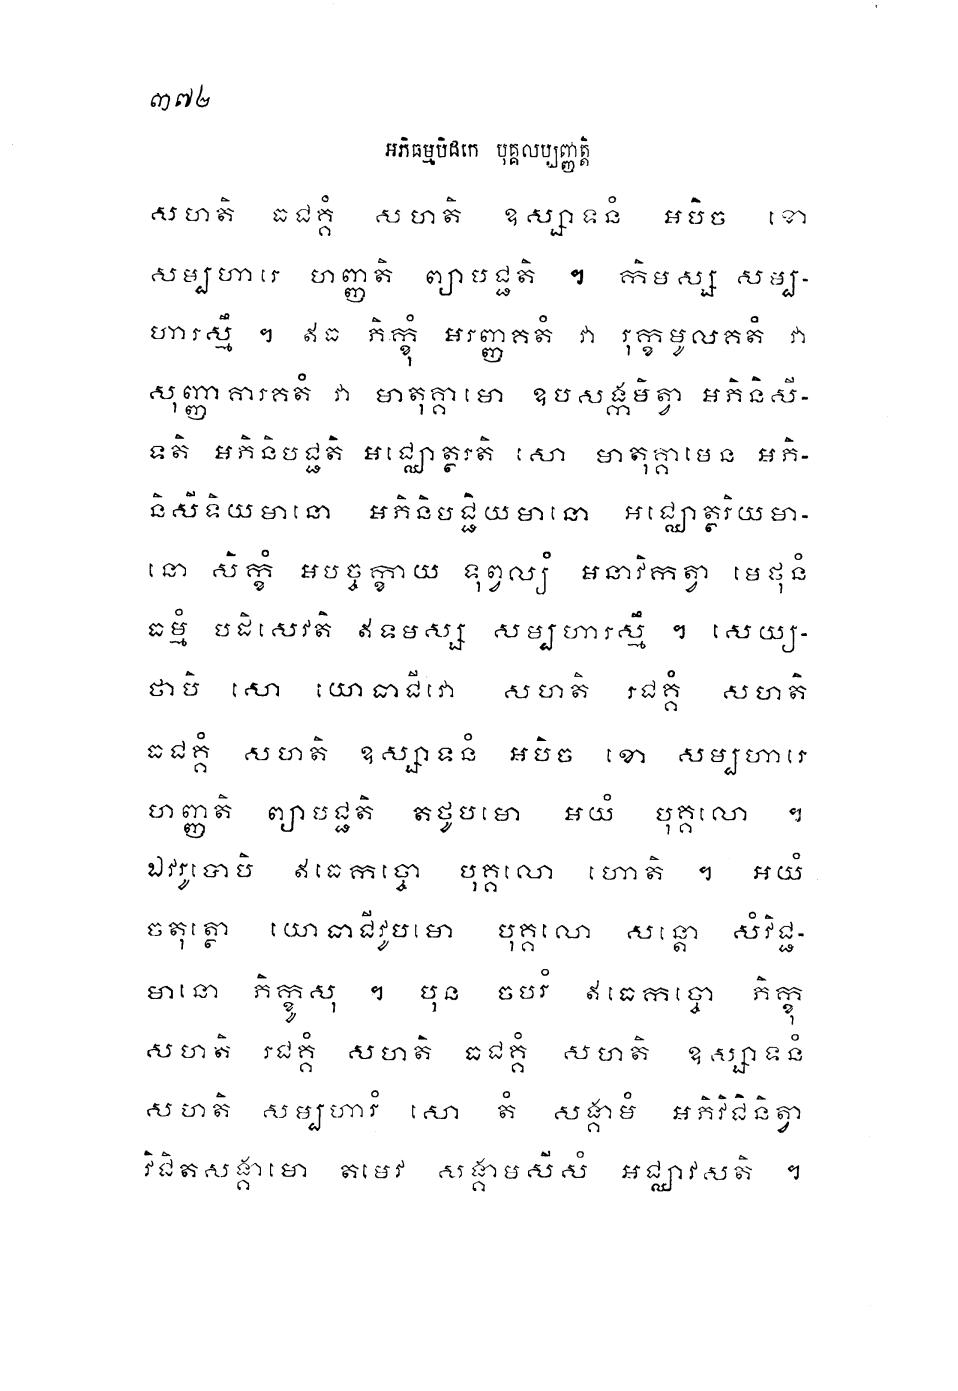 ៣៧២
អភិធម្មបិដកេ បុគ្គលប្បញ្ញត្តិ
សហតិ ធជគ្គំ សហតិ ឧស្សាទនំ អបិច ខោ
សម្បហារេ ហញ្ញតិ ព្យាបជ្ជតិ ។ កិមស្ស សម្ប-
ហារស្មឹ ។ ឥធ ភិក្ខុំ អរញ្ញគតំ វា រុក្ខមូលគតំ វា
សុញ្ញាគារគតំ វា មាតុគ្គាមោ ឧបសង្កមិត្វា អភិនិសី-
ទតិ អភិនិបជ្ជតិ អជ្ឈោត្ថរតិ សោ មាតុគ្គាមេន អភិ-
និសីទិយមានោ អភិនិបជ្ជិយមានោ អជ្ឈោត្ថរិយមា-
នោ សិក្ខំ អបច្ចក្ខាយ ទុព្វល្យំ អនាវិកត្វា មេថុនំ
ធម្មំ បដិសេវតិ ឥទមស្ស សម្បហារស្មឹ ។ សេយ្យ-
ថាបិ សោ យោធាជីវោ សហតិ រជគ្គំ សហតិ
ធជគ្គំ សហតិ ឧស្សាទនំ អបិច ខោ សម្បហារេ
ហញ្ញតិ ព្យាបជ្ជតិ តថូបមោ អយំ បុគ្គលោ ។
ឯវរូបោបិ ឥធេកច្ចោ បុគ្គលោ ហោតិ ។ អយំ
ចតុត្ថោ យោធាជីវូបមោ បុគ្គលោ សន្តោ សំវិជ្ជ-
មានោ ភិក្ខូសុ ។ បុន ចបរំ ឥធេកច្ចោ ភិក្ខុ
សហតិ រជគ្គំ សហតិ ធជគ្គំ សហតិ ឧស្សាទនំ
សហតិ សម្បហារំ សោ តំ សង្គាមំ អភិវិជិនិត្វា
វិជិតសង្គាមោ តមេវ សង្គាមសីសំ អជ្ឈាវសតិ ។